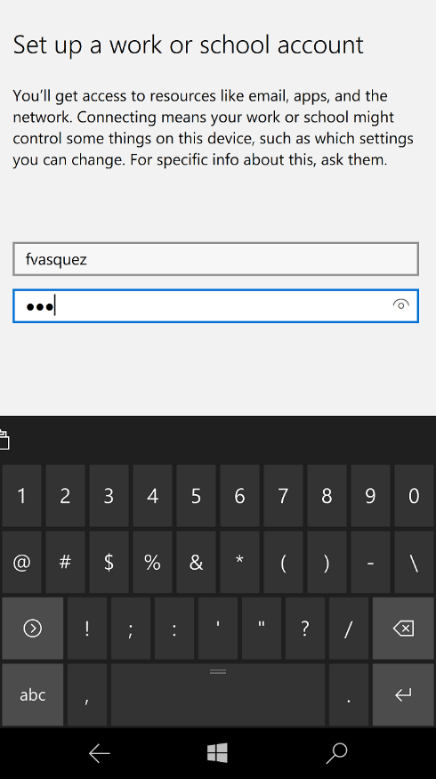 Set up a work or school account
You'll get access to resources like email, apps, and the
network. Connecting means your work or school might
control some things on this device, such as which settings
you can change. For specific info about this, ask them.
fvasquez
●●●
1 2 3 4 5 6 7 8 9 0
@ # $ % & * ( ) - \
! ; : ' " ? /
abc , .